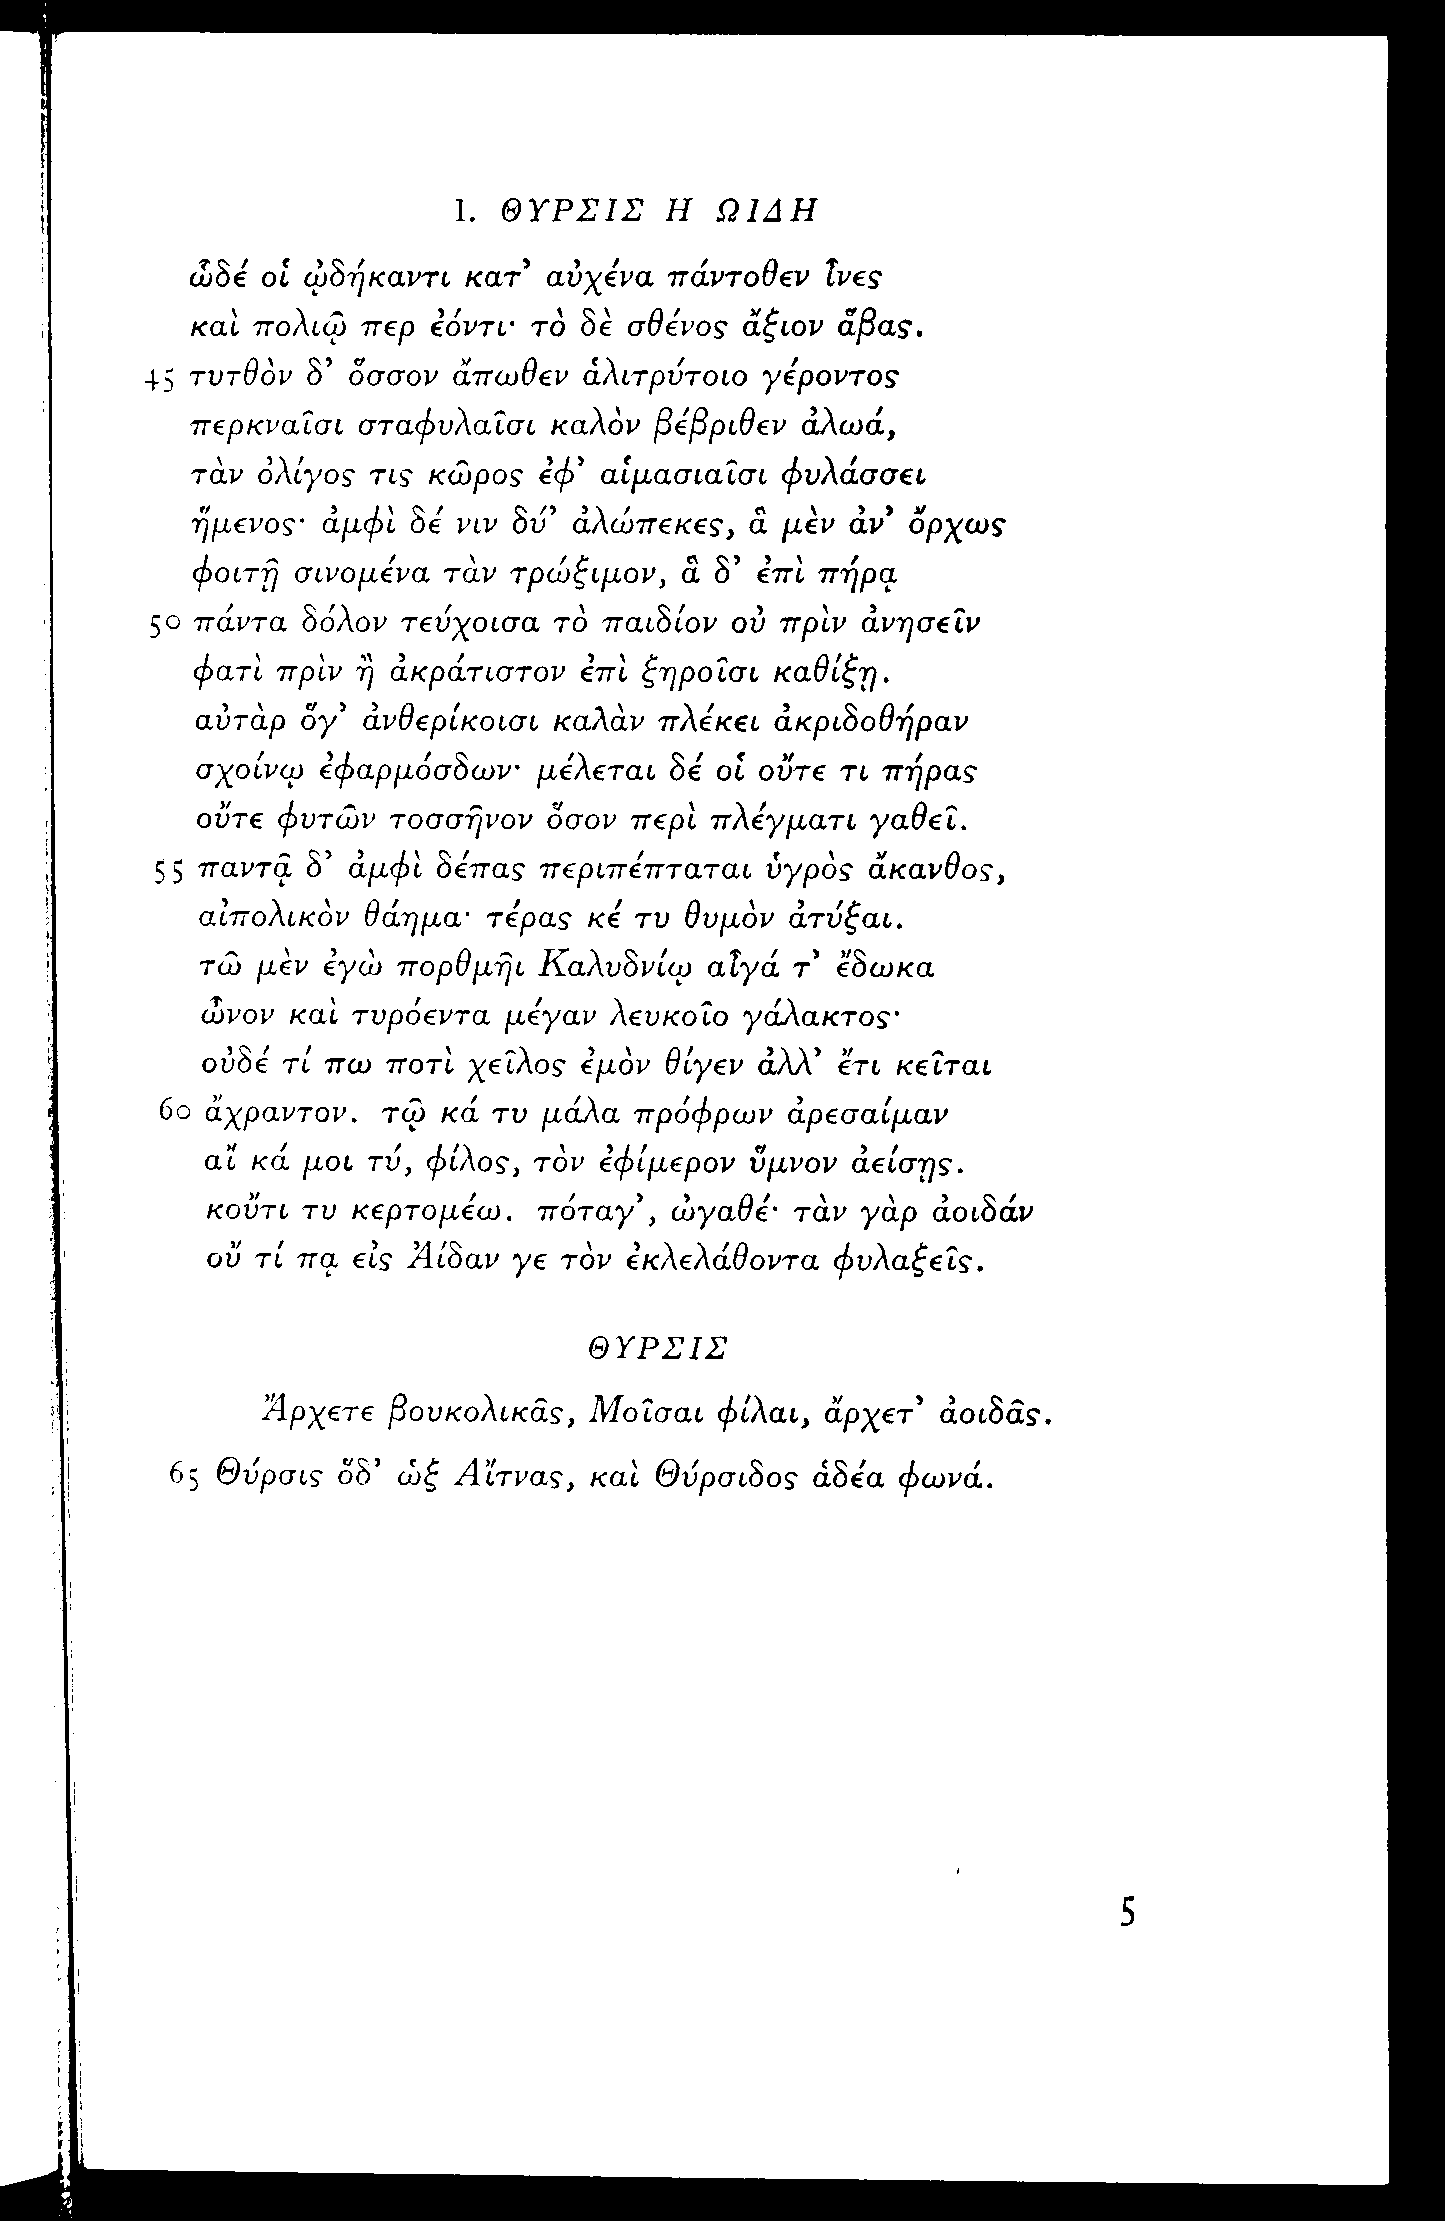 I. ΘΥΡΣΙΣ Η ΩΙΔΗ
ὧδέ οἱ ᾠδήκαντι κατ’ αὐχένα πάντοθεν ἶνες
καὶ πολιῷ περ ἐόντι· τὸ δὲ σθένος ἄξιον ἅβας.
45 τυτθὸν δ’ ὅσσον ἄπωθεν ἁλιτρύτοιο γέροντος
περκναῖσι σταφυλαῖσι καλὸν βέβριθεν ἀλωά,
τὰν ὀλίγος τις κῶρος ἐφ’ αἱμασιαῖσι φυλάσσει
ἥμενος· ἀμφὶ δέ νιν δύ’ ἀλώπεκες, ἃ μὲν ἀν’ ὄρχως
φοιτῇ σινομένα τὰν τρώξιμον, ἃ δ’ ἐπὶ πήρᾳ
50 πάντα δόλον τεύχοισα τὸ παιδίον οὐ πρὶν ἀνησεῖν
φατὶ πρὶν ἢ ἀκράτιστον ἐπὶ ξηροῖσι καθίξῃ.
αὐτὰρ ὅγ’ ἀνθερίκοισι καλὰν πλέκει ἀκριδοθήραν
σχοίνῳ ἐφαρμόσδων· μέλεται δέ οἱ οὔτε τι πήρας
οὔτε φυτῶν τοσσῆνον ὅσον περὶ πλέγματι γαθεῖ.
55 παντᾷ δ’ ἀμφὶ δέπας περιπέπταται ὑγρὸς ἄκανθος,
αἰπολικὸν θάημα· τέρας κέ τυ θυμὸν ἀτύξαι.
τῶ μὲν ἐγὼ πορθμῆι Καλυδνίῳ αἶγά τ’ ἔδωκα
ὦνον καὶ τυρόεντα μέγαν λευκοῖο γάλακτος·
οὐδέ τί πω ποτὶ χεῖλος ἐμὸν θίγεν ἀλλ’ ἔτι κεῖται
60 ἄχραντον. τῷ κά τυ μάλα πρόφρων ἀρεσαίμαν
αἴ κά μοι τύ, φίλος, τὸν ἐφίμερον ὕμνον ἀείσῃς.
κοὔτι τυ κερτομέω. πόταγ’, ὠγαθέ· τὰν γὰρ ἀοιδάν
οὔ τί πᾳ εἰς Ἀίδαν γε τὸν ἐκλελάθοντα φυλαξεῖς.
ΘΥΡΣΙΣ
Ἄρχετε βουκολικᾶς, Μοῖσαι φίλαι, ἄρχετ’ ἀοιδᾶς.
65 Θύρσις ὅδ’ ὡξ Αἴτνας, καὶ Θύρσιδος ἁδέα φωνά.
5